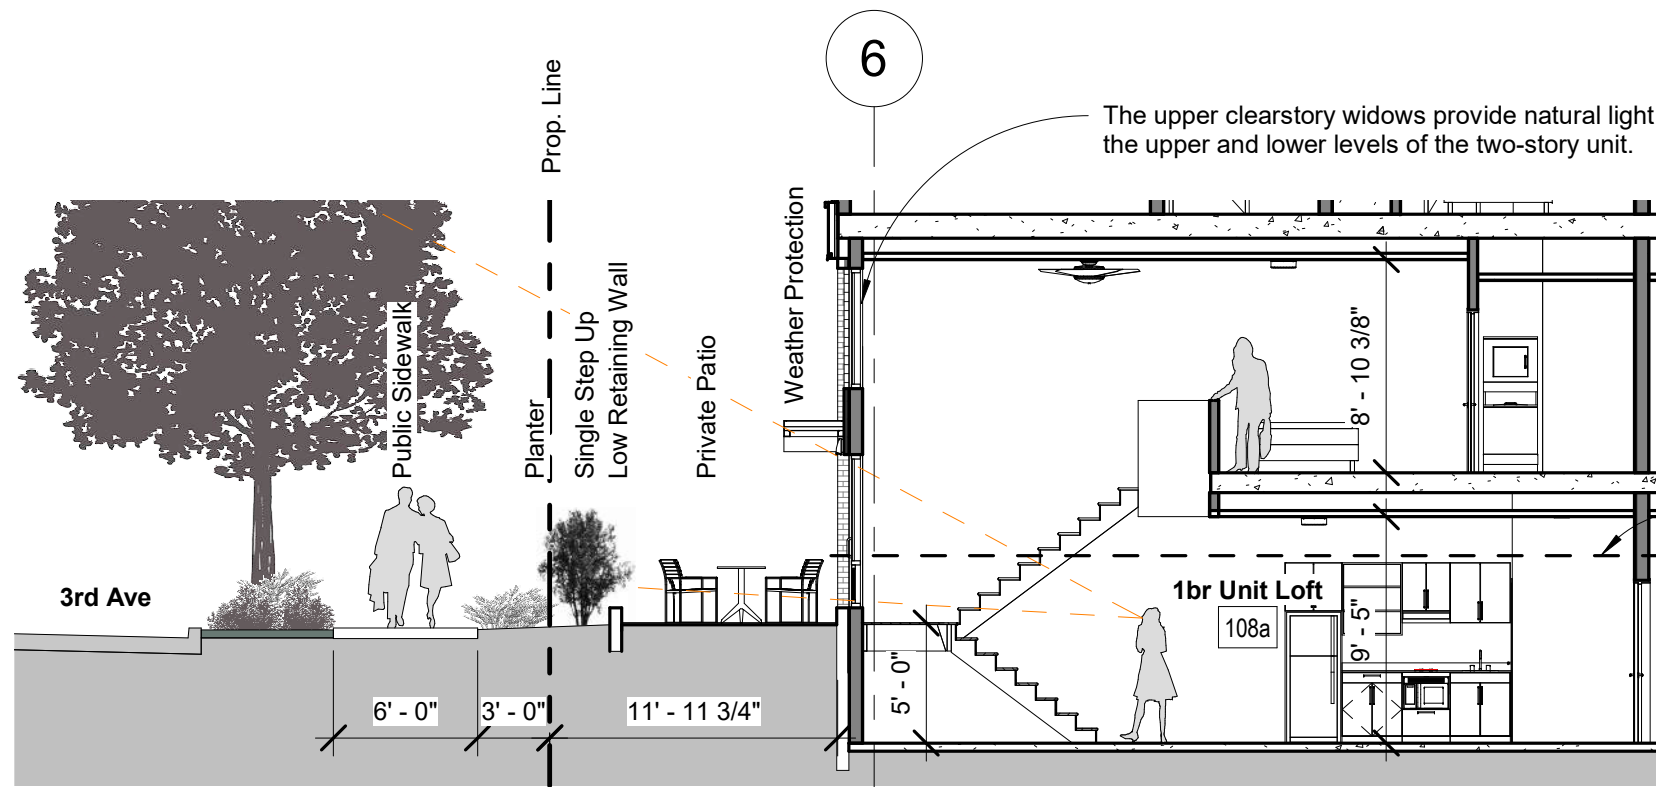 6
The upper clearstory widows provide natural light
the upper and lower levels of the two-story unit.
Prop. Line
Weather Protection
Public Sidewalk
Planter
Single Step Up
Low Retaining Wall
Private Patio
8' - 10 3/8"
3rd Ave
1br Unit Loft
108a
9' - 5"
5' - 0"
6' - 0"
3' - 0"
11' - 11 3/4"